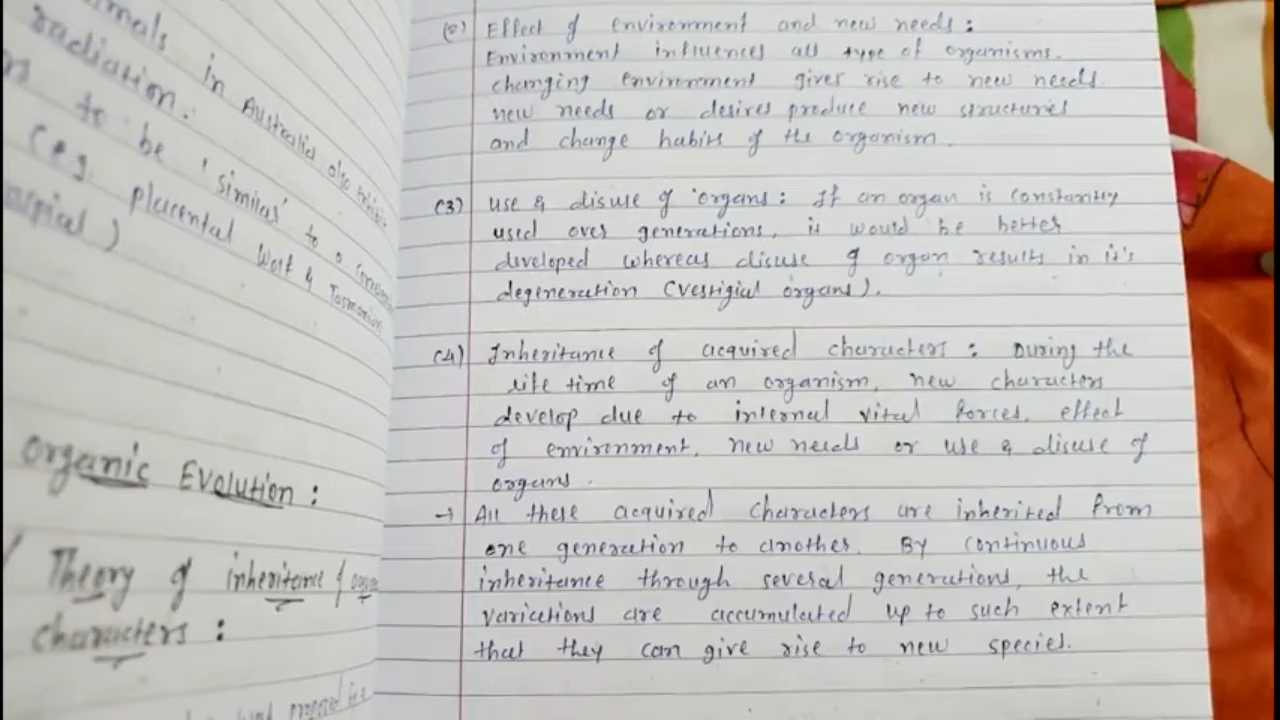 mals in Australia also exhibit
radiation.
to be 'similar' to a
(eg. placental wolf & Tasmanian
)
Organic Evolution :
Theory of inheritance of
characters :
Effect of environment and new needs :
Environment influences all type of organisms.
changing environment gives rise to new needs.
new needs or desires produce new structures
and change habits of the organism.
(3) use & disuse of organs : If an organ is constantly
used over generations, it would be better
developed whereas disuse of organ results in it's
degeneration (vestigial organs).
(4) Inheritance of acquired characters : During the
life time of an organism, new characters
develop due to internal vital forces, effect
of environment, new needs or use & disuse of
organs.
→ All these acquired characters are inherited from
one generation to another. By continuous
inheritance through several generations, the
variations are accumulated up to such extent
that they can give rise to new species.